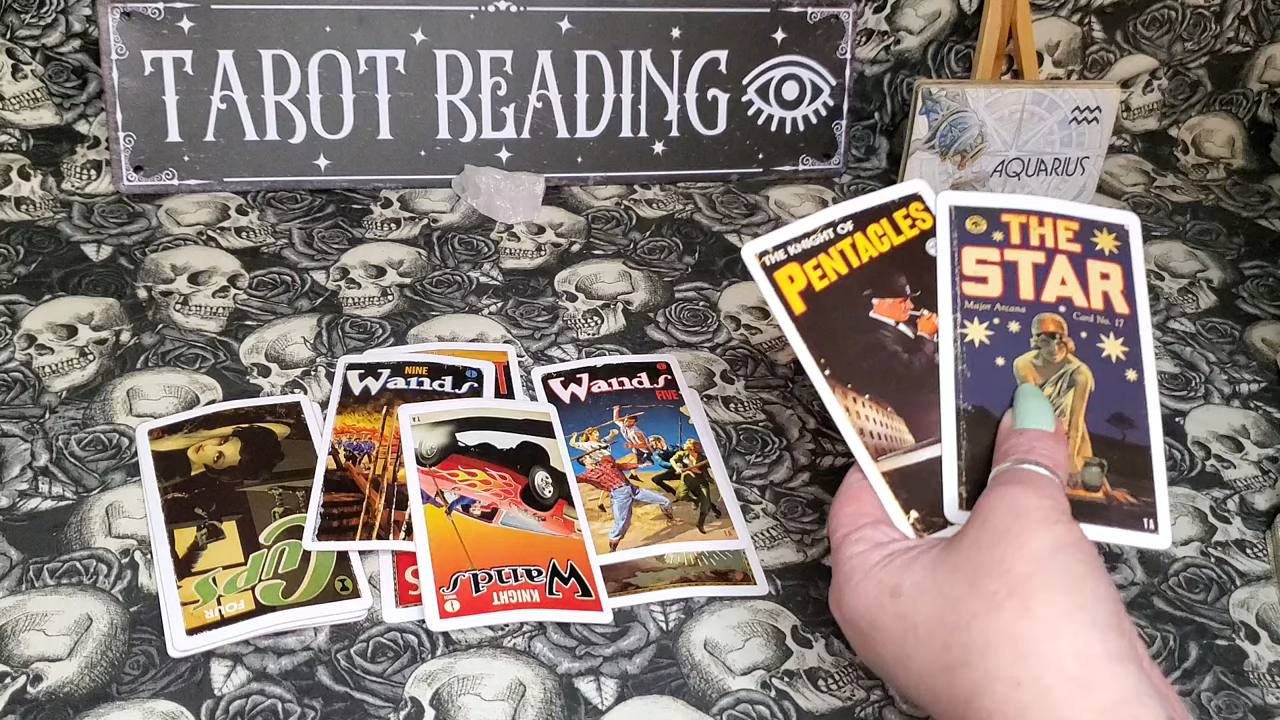 TAROT READING
AQUARIUS
THE KNIGHT OF
PENTACLES
THE
STAR
Major Arcana
Card No. 17
NINE
Wands
Wands
FIVE
FOUR
CUPS
KNIGHT
Wands